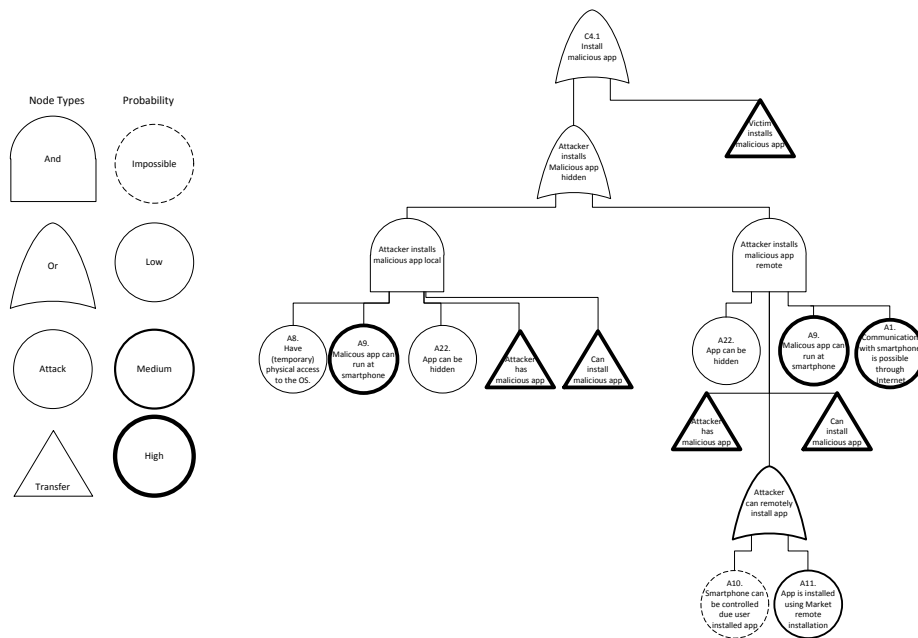 C4.1
Install
malicious app
Node Types
Probability
And
Impossible
Or
Low
Attack
Medium
Transfer
High
Victim
installs
malicious app
Attacker
installs
Malicious app
hidden
Attacker installs
malicious app local
Attacker installs
malicious app
remote
A8.
Have
(temporary)
physical access
to the OS.
A9.
Malicous app can
run at
smartphone
A22.
App can be
hidden
Attacker
has
malicious app
Can
install
malicious app
A22.
App can be
hidden
A9.
Malicous app can
run at
smartphone
A1.
Communication
with smartphone
is possible
through
Internet
Attacker
has
malicious app
Can
install
malicious app
Attacker
can remotely
install app
A10.
Smartphone can
be controlled
due user
installed app
A11.
App is installed
using Market
remote
installation